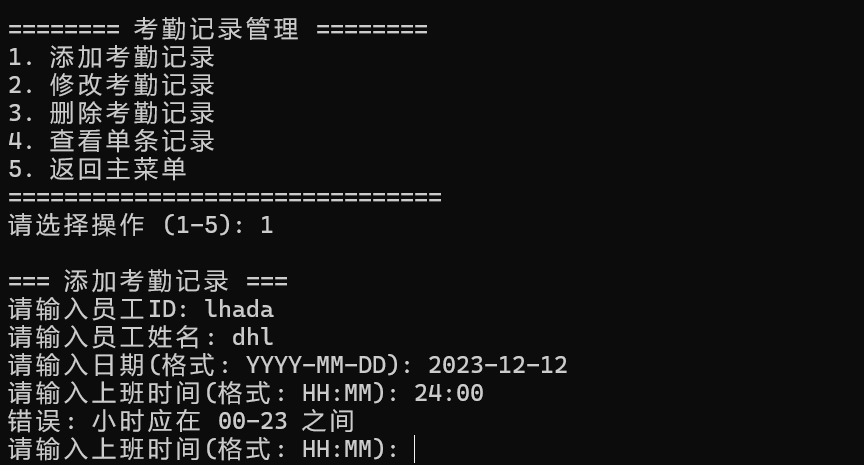 ======== 考勤记录管理 ========
1. 添加考勤记录
2. 修改考勤记录
3. 删除考勤记录
4. 查看单条记录
5. 返回主菜单
===============================
请选择操作 (1-5): 1
=== 添加考勤记录 ===
请输入员工ID: lhada
请输入员工姓名: dhl
请输入日期(格式: YYYY-MM-DD): 2023-12-12
请输入上班时间(格式: HH:MM): 24:00
错误: 小时应在 00-23 之间
请输入上班时间(格式: HH:MM):